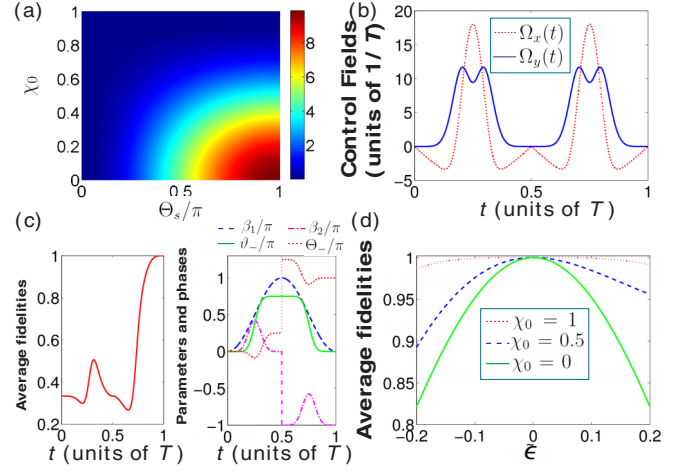 (a)
1
0.8
0.6
0.4
0.2
0
χ0
0 0.5 1
Θs/π
8
6
4
2
(b)
Control Fields
(units of 1/T)
20
15
10
5
0
−5
Ωx(t)
Ωy(t)
0 0.5 1
t (units of T)
(c)
Average fidelities
1
0.8
0.6
0.4
0.2
0 0.5 1
t (units of T)
β1/π β2/π
ϑ−/π Θ−/π
Parameters and phases
1
0.5
0
−0.5
−1
0 0.5 1
t (units of T)
(d)
Average fidelities
1
0.95
0.9
0.85
0.8
χ0 = 1
χ0 = 0.5
χ0 = 0
−0.2 −0.1 0 0.1 0.2
ϵ̃